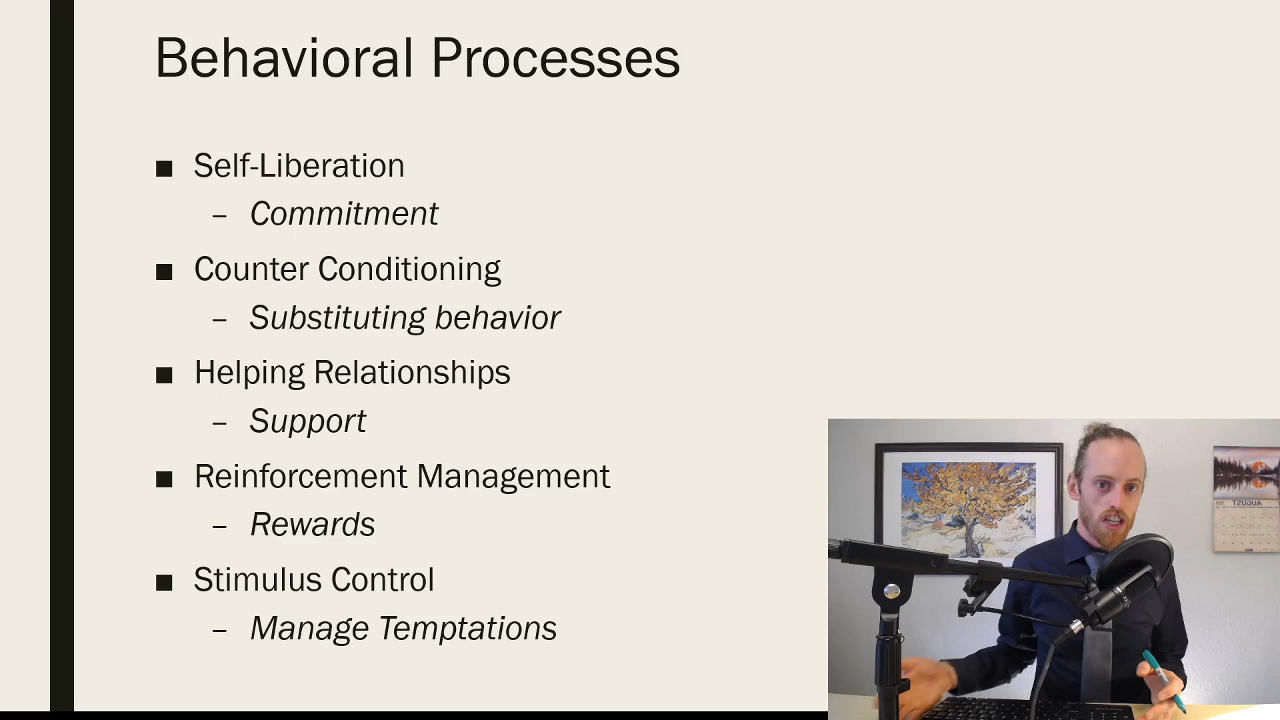 Behavioral Processes
■ Self-Liberation
– Commitment
■ Counter Conditioning
– Substituting behavior
■ Helping Relationships
– Support
■ Reinforcement Management
– Rewards
■ Stimulus Control
– Manage Temptations
AUGUST